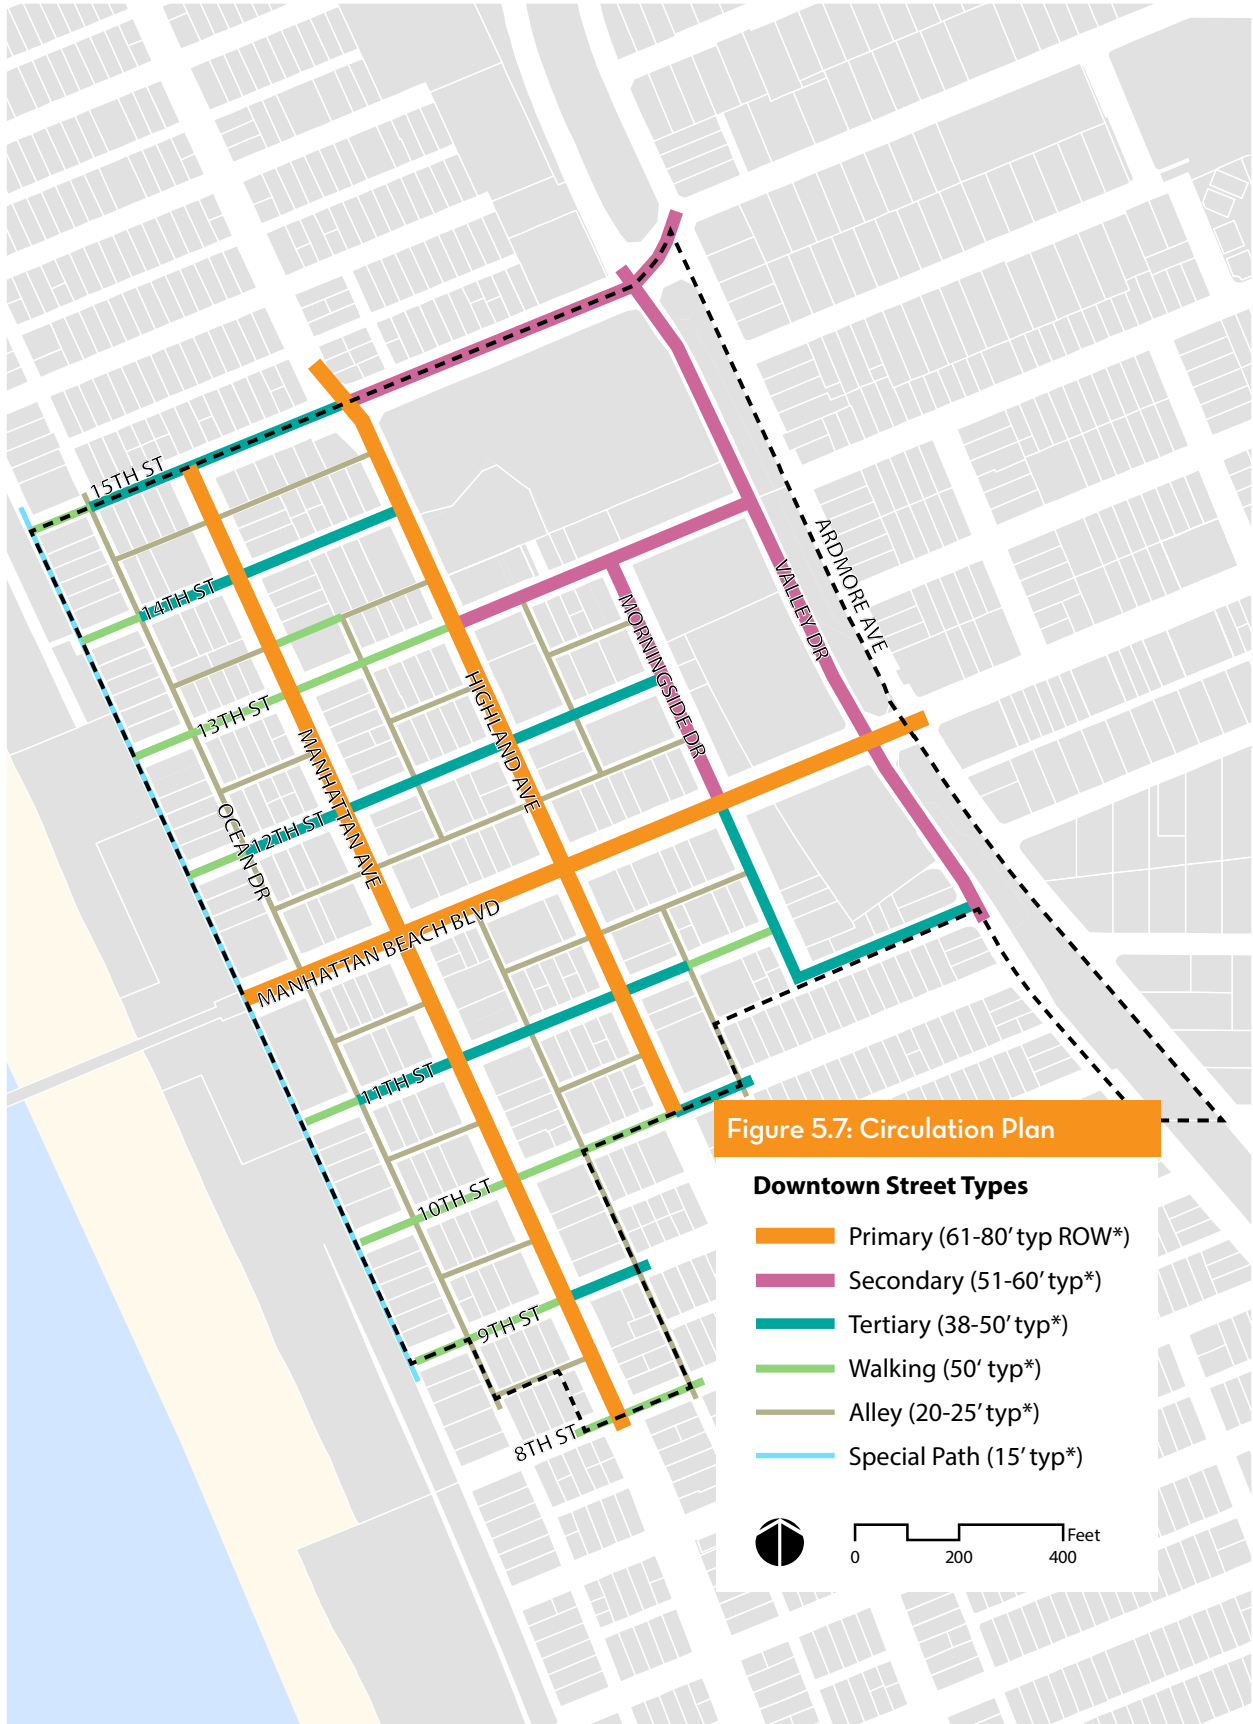 15TH ST
ARDMORE AVE
VALLEY DR
14TH ST
MORNINGSIDE DR
13TH ST
HIGHLAND AVE
MANHATTAN AVE
OCEAN DR
12TH ST
MANHATTAN BEACH BLVD
11TH ST
10TH ST
9TH ST
8TH ST
Figure 5.7: Circulation Plan
Downtown Street Types
Primary (61-80’ typ ROW*)
Secondary (51-60’ typ*)
Tertiary (38-50’ typ*)
Walking (50‘ typ*)
Alley (20-25’ typ*)
Special Path (15’ typ*)
Feet
0 200 400